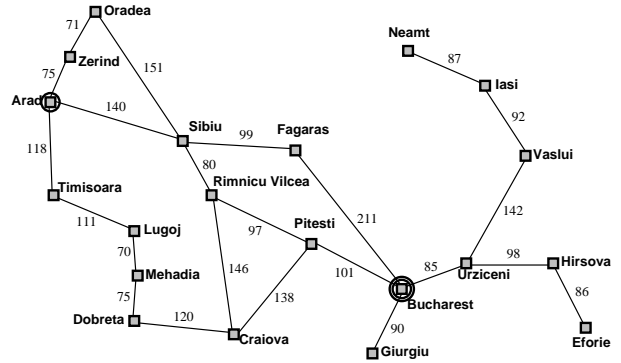 Oradea
71
Neamt
Zerind
87
75
151
Iasi
Arad
140
92
Sibiu
99
Fagaras
118
Vaslui
80
Timisoara
Rimnicu Vilcea
211
142
111
Lugoj
97
Pitesti
70
98
85
Hirsova
146
101
Urziceni
Mehadia
138
86
75
Bucharest
Dobreta
120
90
Craiova
Eforie
Giurgiu